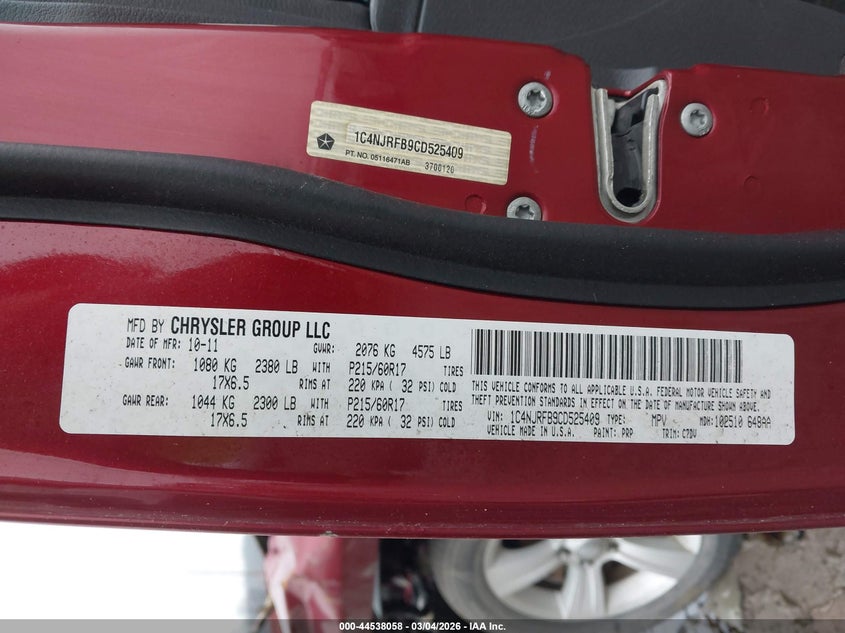 1C4NJRFB9CD525409
PT. NO. 05116471AB 3700120
MFD BY CHRYSLER GROUP LLC
DATE OF MFR: 10-11 GVWR: 2076 KG 4575 LB
GAWR FRONT: 1080 KG 2380 LB WITH P215/60R17 TIRES
17X6.5 RIMS AT 220 KPA ( 32 PSI) COLD
GAWR REAR: 1044 KG 2300 LB WITH P215/60R17 TIRES
17X6.5 RIMS AT 220 KPA ( 32 PSI) COLD
THIS VEHICLE CONFORMS TO ALL APPLICABLE U.S.A. FEDERAL MOTOR VEHICLE SAFETY AND
THEFT PREVENTION STANDARDS IN EFFECT ON THE DATE OF MANUFACTURE SHOWN ABOVE.
VIN: 1C4NJRFB9CD525409 TYPE: MPV MDH: 102510 648AA
VEHICLE MADE IN U.S.A. PAINT: PRP TRIM: C7DV
000-44538058 - 03/04/2026 - IAA Inc.